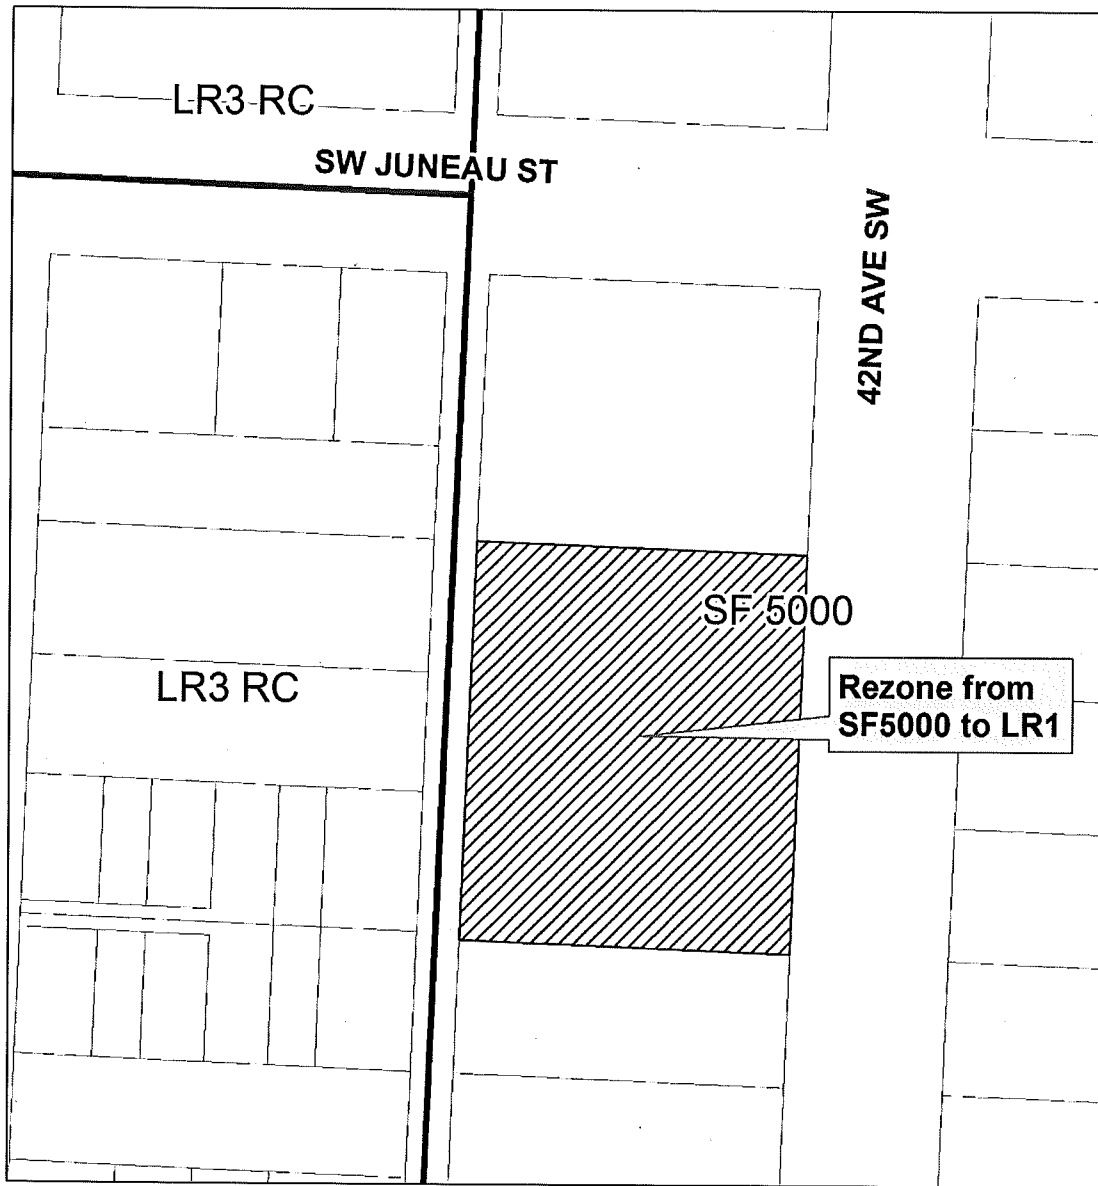 LR3 RC
SW JUNEAU ST
42ND AVE SW
SF 5000
LR3 RC
Rezone from
SF5000 to LR1